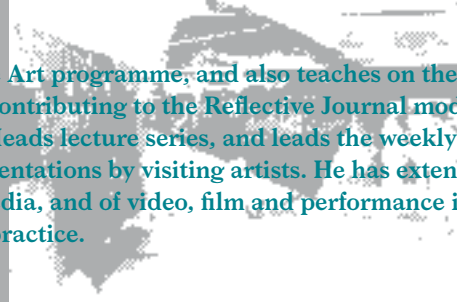 Art programme, and also teaches on the
ontributing to the Reflective Journal mod
leads lecture series, and leads the weekly
entations by visiting artists. He has exten
dia, and of video, film and performance i
ractice.